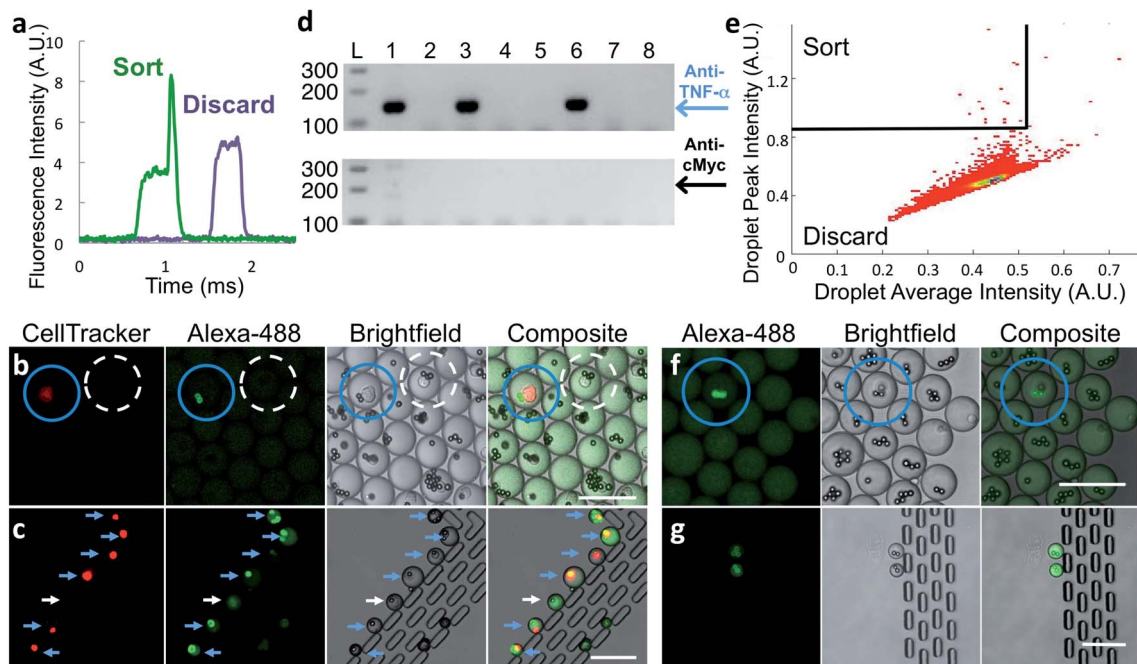 a
Fluorescence Intensity (A.U.)
10
8
6
4
2
0
Sort
Discard
0
1
2
Time (ms)
d
L 1 2 3 4 5 6 7 8
300
200
100
Anti-
TNF-α
300
200
100
Anti-
cMyc
e
Droplet Peak Intensity (A.U.)
Sort
1.2
0.8
0.4
0
Discard
0 0.1 0.2 0.3 0.4 0.5 0.6 0.7
Droplet Average Intensity (A.U.)
CellTracker Alexa-488 Brightfield Composite
b
c
Alexa-488 Brightfield Composite
f
g